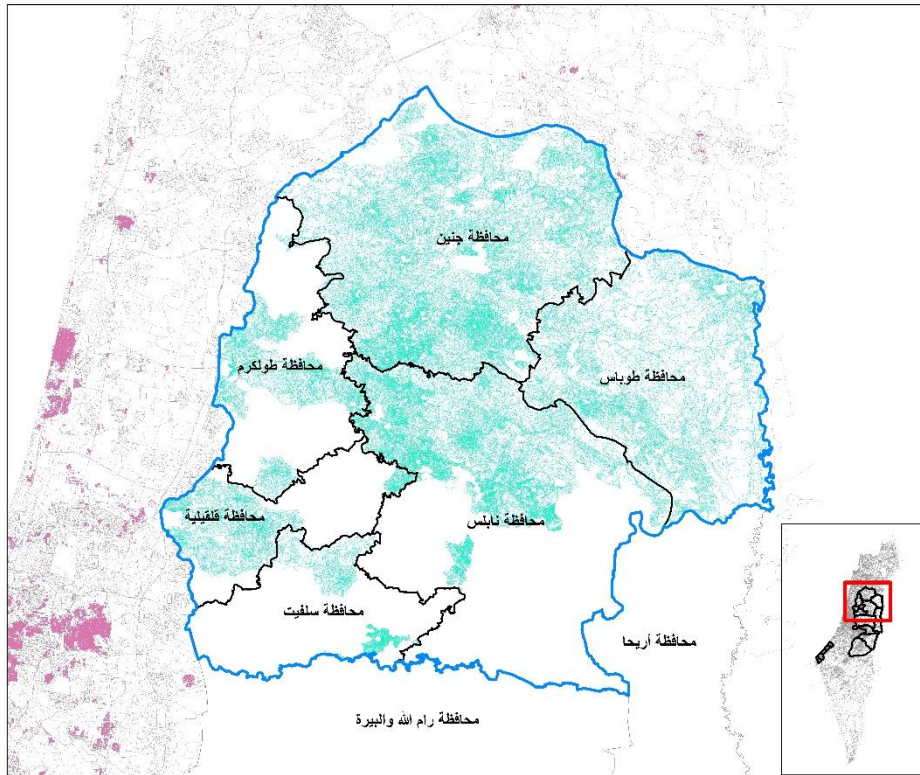 محافظة جنين
محافظة طولكرم
محافظة طوباس
محافظة قلقيلية
محافظة نابلس
محافظة سلفيت
محافظة أريحا
محافظة رام الله والبيرة